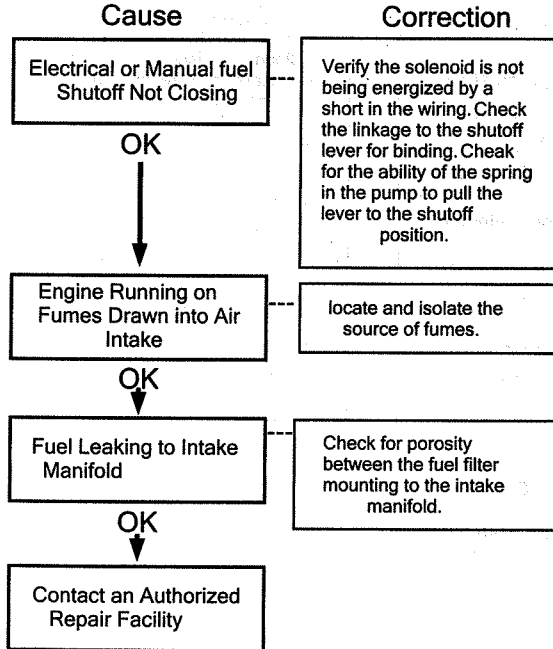 Cause
Correction
Electrical or Manual fuel
Shutoff Not Closing
Verify the solenoid is not
being energized by a
short in the wiring. Check
the linkage to the shutoff
lever for binding. Cheak
for the ability of the spring
in the pump to pull the
lever to the shutoff
position.
OK
Engine Running on
Fumes Drawn into Air
Intake
locate and isolate the
source of fumes.
OK
Fuel Leaking to Intake
Manifold
Check for porosity
between the fuel filter
mounting to the intake
manifold.
OK
Contact an Authorized
Repair Facility